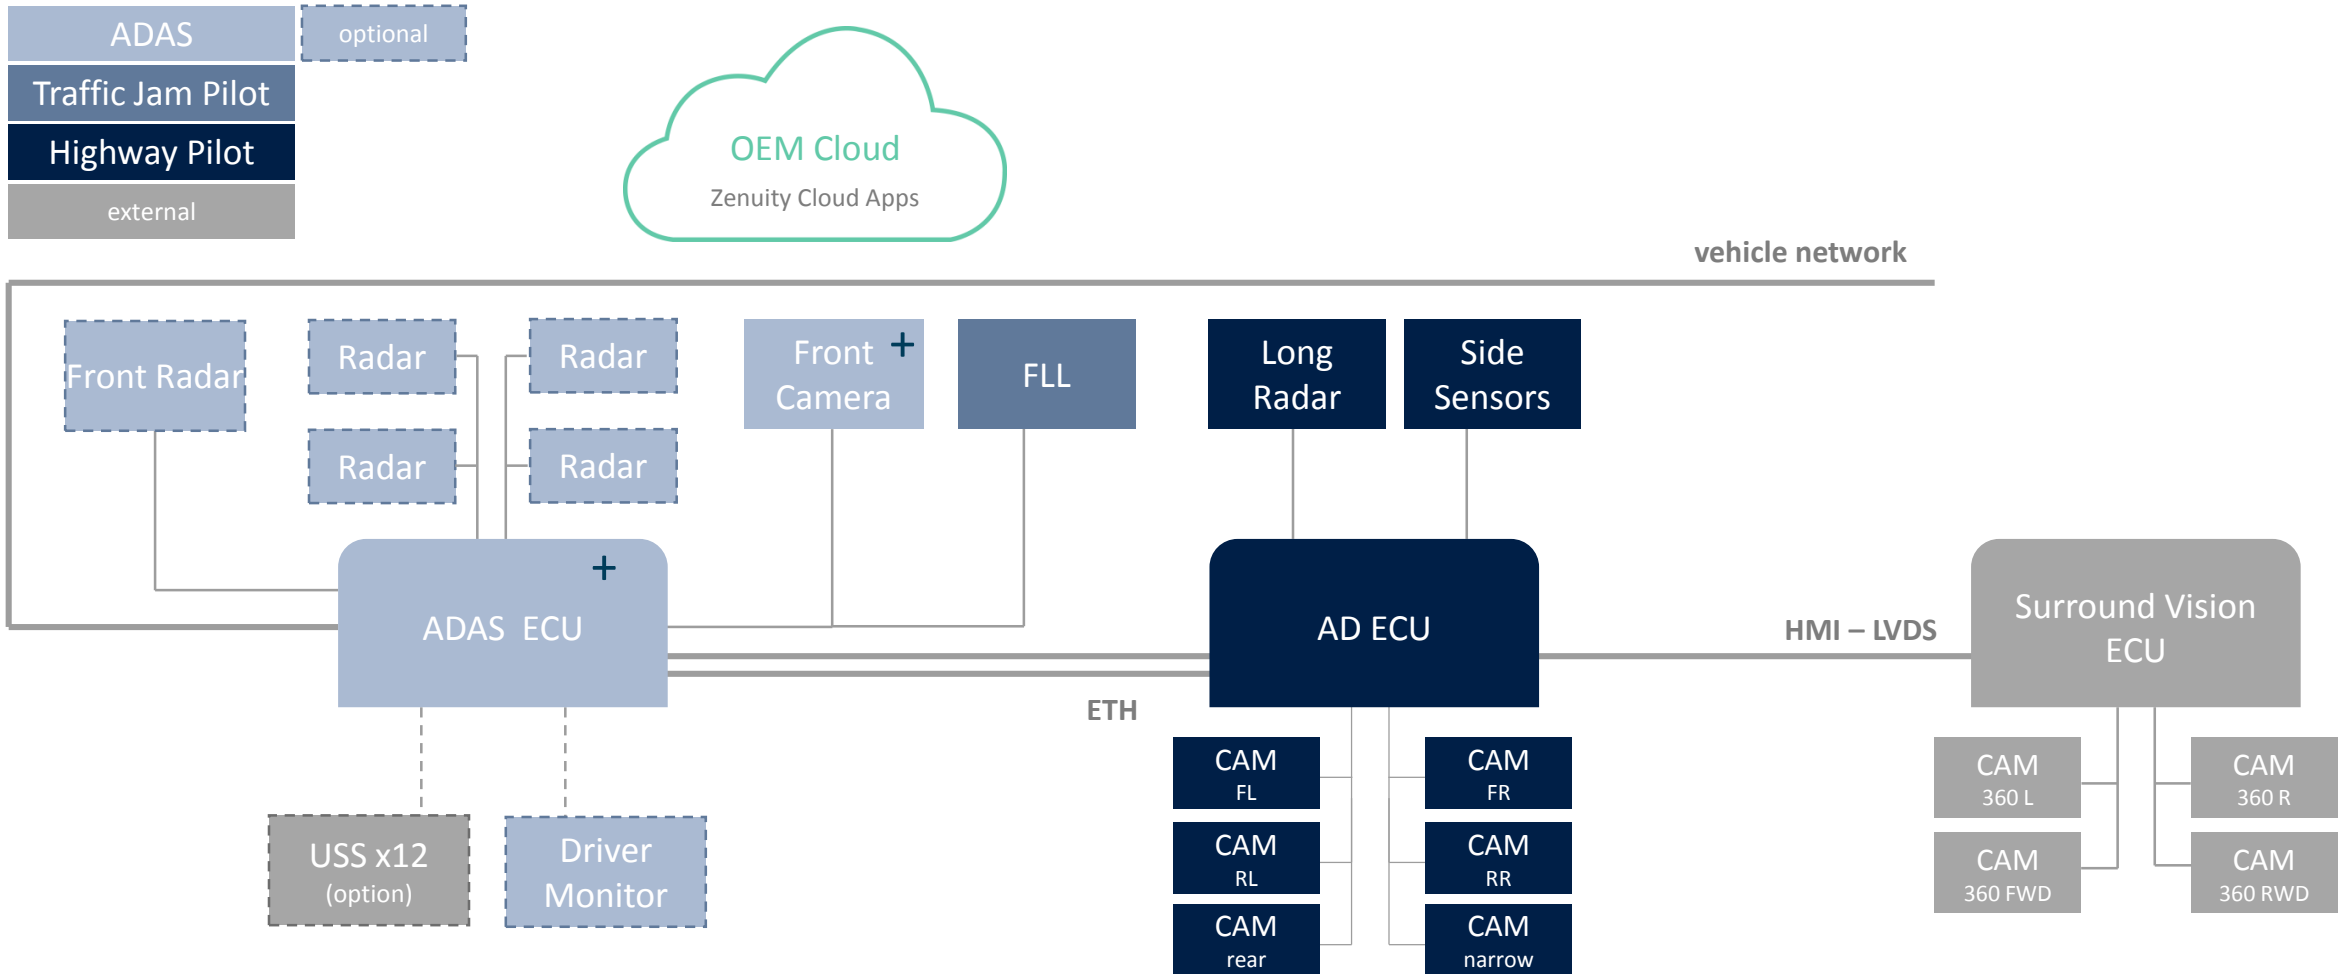 ADAS
optional
Traffic Jam Pilot
Highway Pilot
external
OEM Cloud
Zenuity Cloud Apps
vehicle network
Front Radar
Radar
Radar
Radar
Radar
Front +
Camera
FLL
Long
Radar
Side
Sensors
+
ADAS ECU
AD ECU
HMI – LVDS
Surround Vision
ECU
ETH
USS x12
(option)
Driver
Monitor
CAM
FL
CAM
FR
CAM
RL
CAM
RR
CAM
rear
CAM
narrow
CAM
360 L
CAM
360 R
CAM
360 FWD
CAM
360 RWD